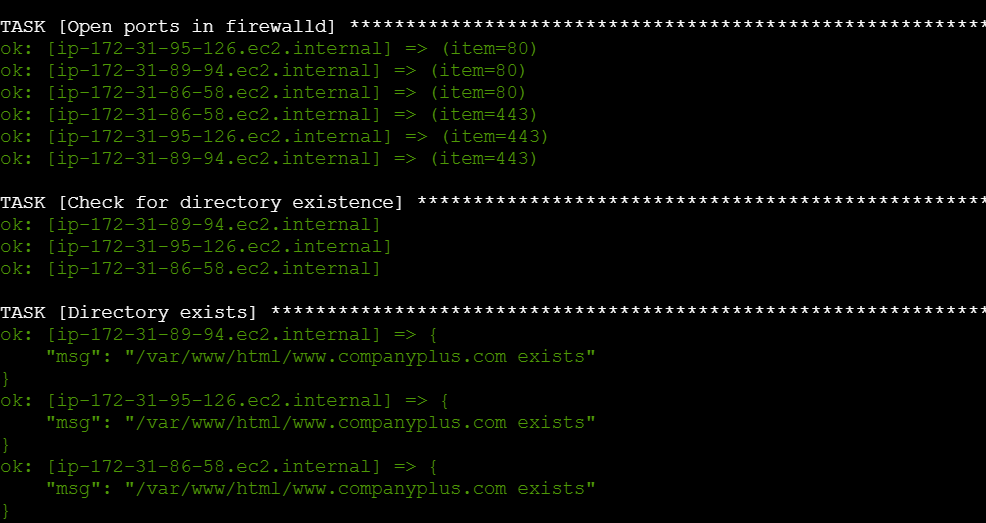 TASK [Open ports in firewalld] *********************************************************
ok: [ip-172-31-95-126.ec2.internal] => (item=80)
ok: [ip-172-31-89-94.ec2.internal] => (item=80)
ok: [ip-172-31-86-58.ec2.internal] => (item=80)
ok: [ip-172-31-86-58.ec2.internal] => (item=443)
ok: [ip-172-31-95-126.ec2.internal] => (item=443)
ok: [ip-172-31-89-94.ec2.internal] => (item=443)
TASK [Check for directory existence] ***************************************************
ok: [ip-172-31-89-94.ec2.internal]
ok: [ip-172-31-95-126.ec2.internal]
ok: [ip-172-31-86-58.ec2.internal]
TASK [Directory exists] ****************************************************************
ok: [ip-172-31-89-94.ec2.internal] => {
    "msg": "/var/www/html/www.companyplus.com exists"
}
ok: [ip-172-31-95-126.ec2.internal] => {
    "msg": "/var/www/html/www.companyplus.com exists"
}
ok: [ip-172-31-86-58.ec2.internal] => {
    "msg": "/var/www/html/www.companyplus.com exists"
}